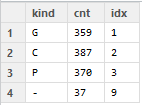 kind cnt idx
1 G 359 1
2 C 387 2
3 P 370 3
4 - 37 9